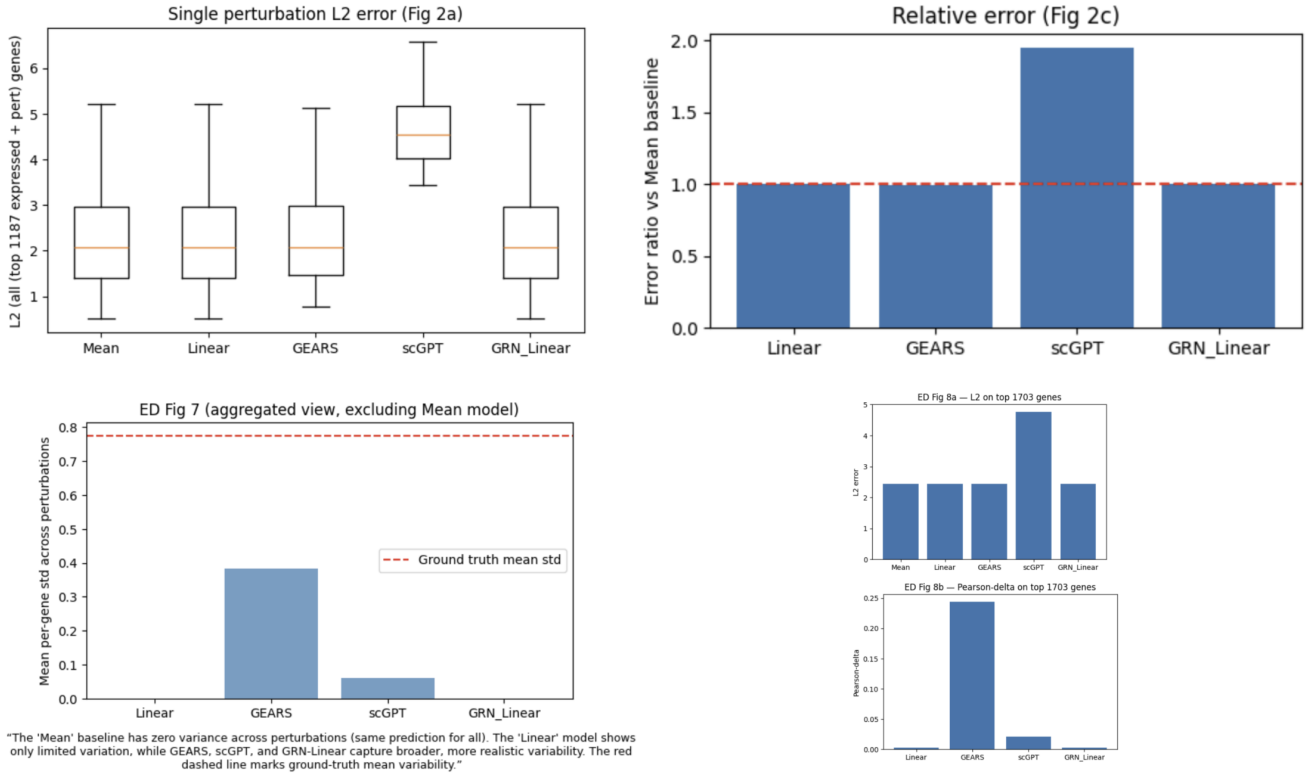 Single perturbation L2 error (Fig 2a)
L2 (all (top 1187 expressed + pert) genes)
6
5
4
3
2
1
Mean Linear GEARS scGPT GRN_Linear
Relative error (Fig 2c)
Error ratio vs Mean baseline
2.0
1.5
1.0
0.5
0.0
Linear GEARS scGPT GRN_Linear
ED Fig 7 (aggregated view, excluding Mean model)
Mean per-gene std across perturbations
0.8
0.7
0.6
0.5
0.4
0.3
0.2
0.1
0.0
Ground truth mean std
Linear GEARS scGPT GRN_Linear
“The 'Mean' baseline has zero variance across perturbations (same prediction for all). The 'Linear' model shows
only limited variation, while GEARS, scGPT, and GRN-Linear capture broader, more realistic variability. The red
dashed line marks ground-truth mean variability.”
ED Fig 8a — L2 on top 1703 genes
L2 error
5
4
3
2
1
0
Mean Linear GEARS scGPT GRN_Linear
ED Fig 8b — Pearson-delta on top 1703 genes
Pearson-delta
0.25
0.20
0.15
0.10
0.05
0.00
Linear GEARS scGPT GRN_Linear